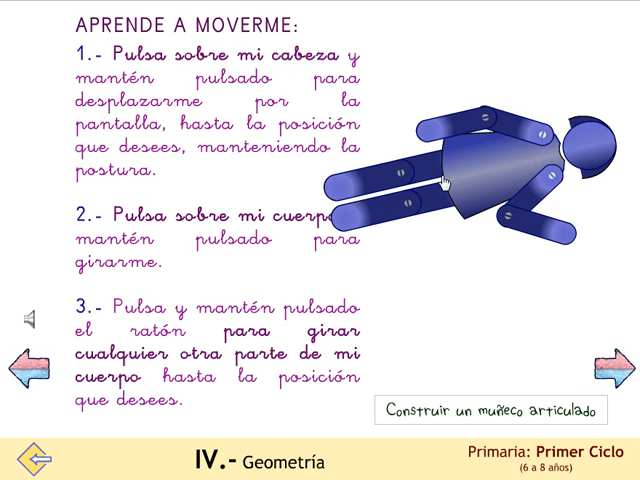 APRENDE A MOVERME:
1.- Pulsa sobre mi cabeza y
mantén pulsado para
desplazarme por la
pantalla, hasta la posición
que desees, manteniendo la
postura.
2.- Pulsa sobre mi cuerpo
mantén pulsado para
girarme.
3.- Pulsa y mantén pulsado
el ratón para girar
cualquier otra parte de mi
cuerpo hasta la posición
que desees.
Construir un muñeco articulado
IV.- Geometría
Primaria: Primer Ciclo
(6 a 8 años)